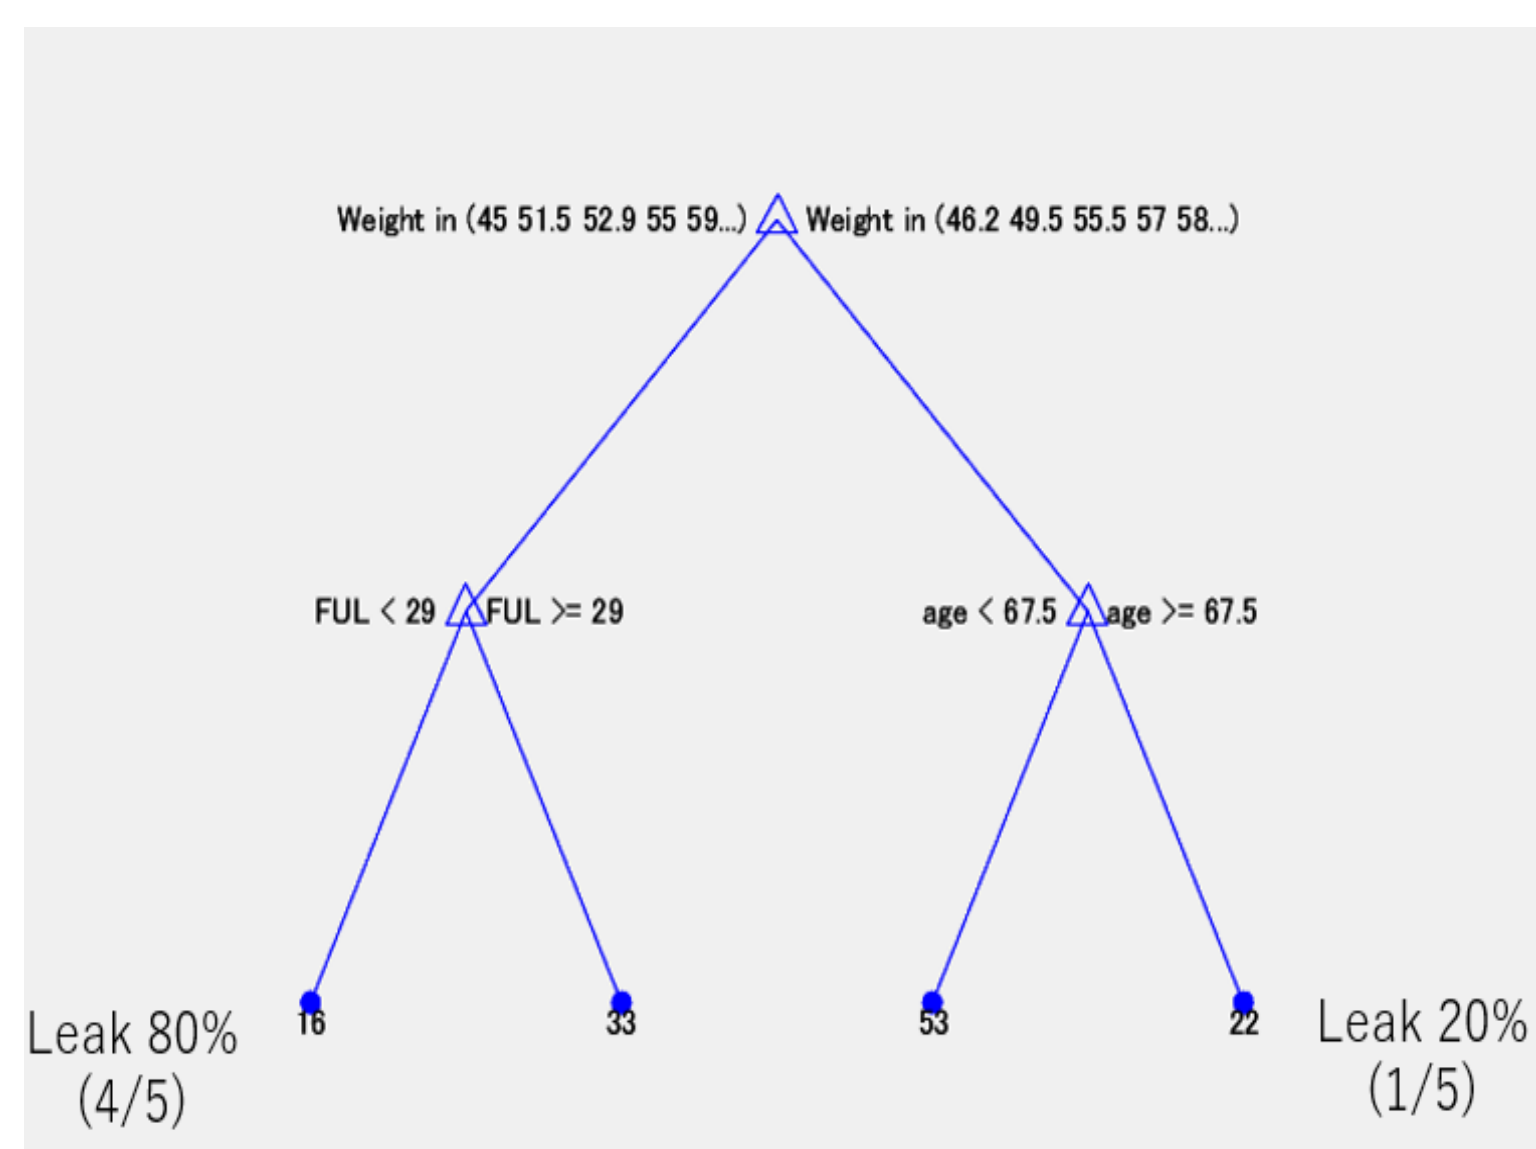 Weight in (45 51.5 52.9 55 59...) Weight in (46.2 49.5 55.5 57 58...)
FUL < 29 FUL >= 29 age < 67.5 age >= 67.5
16 33 53 22
Leak 80% Leak 20%
(4/5) (1/5)